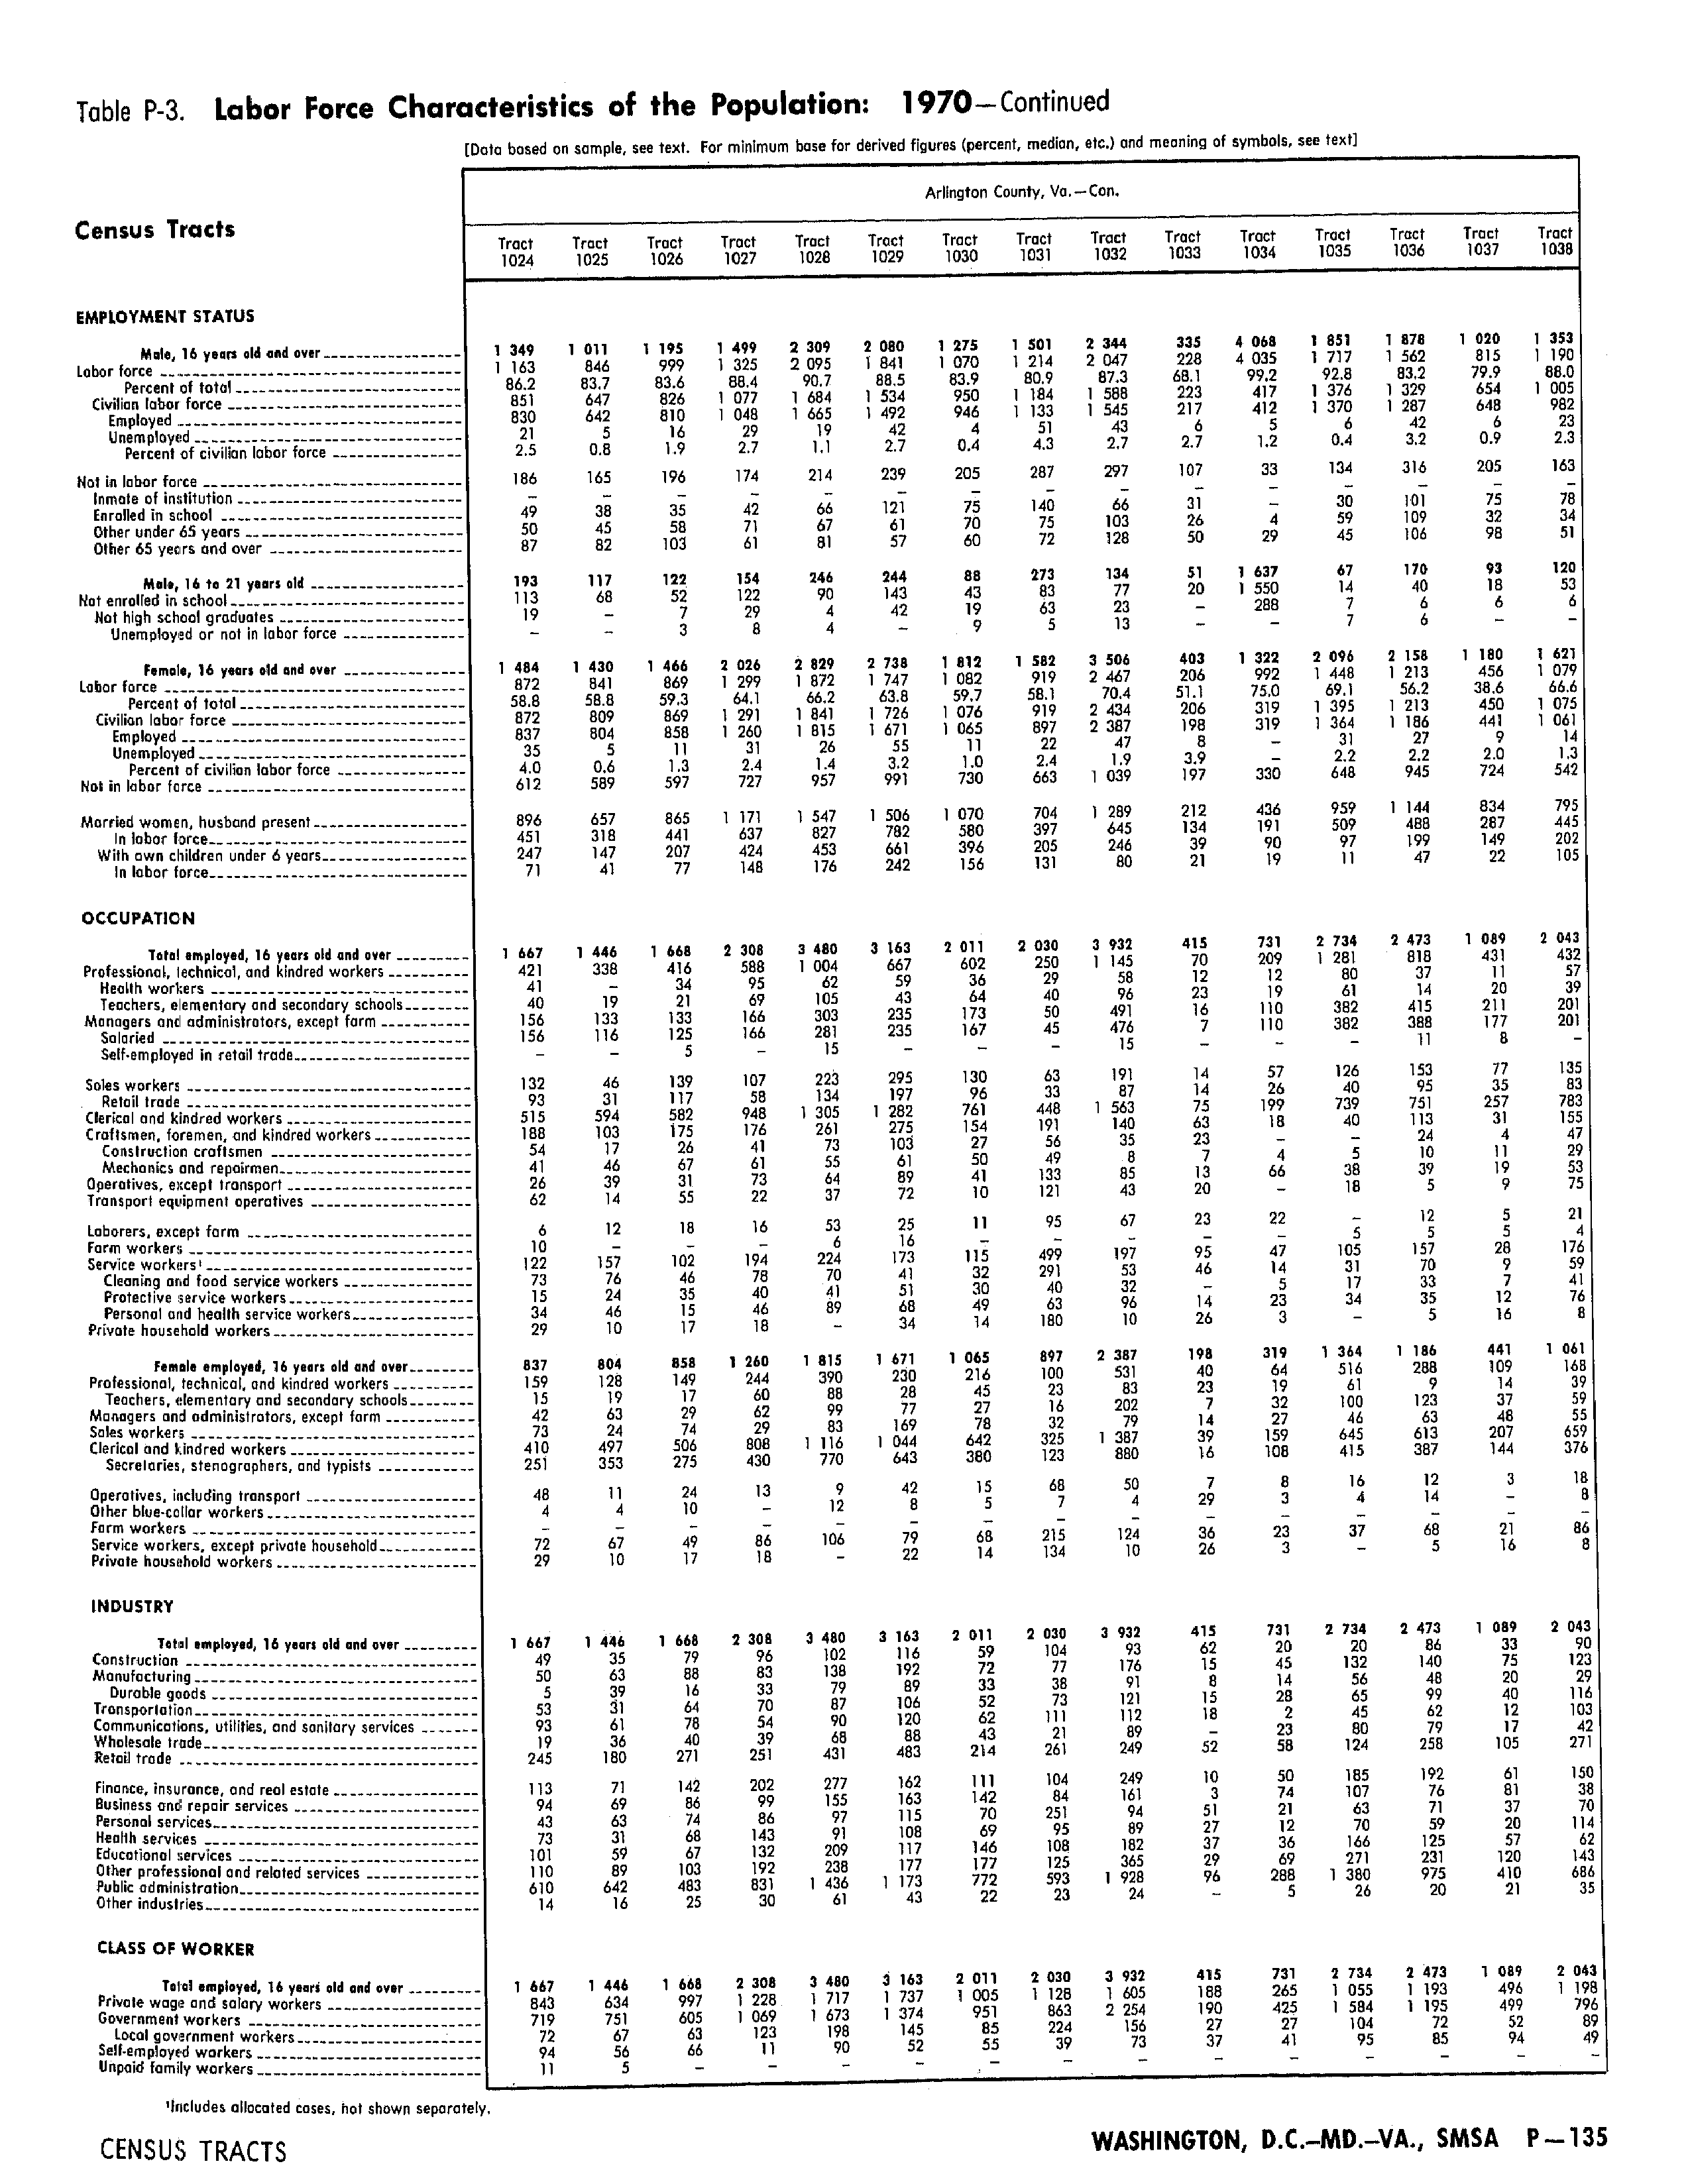 Table P-3. Labor Force Characteristics of the Population: 1970—Continued
[Data based on sample, see text. For minimum base for derived figures (percent, median, etc.) and meaning of symbols, see text]
Census Tracts
Arlington County, Va.—Con.
Tract 1024 Tract 1025 Tract 1026 Tract 1027 Tract 1028 Tract 1029 Tract 1030 Tract 1031 Tract 1032 Tract 1033 Tract 1034 Tract 1035 Tract 1036 Tract 1037 Tract 1038
EMPLOYMENT STATUS
Male, 16 years old and over 1 349 1 011 1 195 1 499 2 309 2 080 1 275 1 501 2 344 335 4 068 1 851 1 878 1 020 1 353
Labor force 1 163 846 999 1 325 2 095 1 841 1 070 1 214 2 047 228 4 035 1 717 1 562 815 1 190
Percent of total 86.2 83.7 83.6 88.4 90.7 88.5 83.9 80.9 87.3 68.1 99.2 92.8 83.2 79.9 88.0
Civilian labor force 851 647 826 1 077 1 684 1 534 950 1 184 1 588 223 417 1 376 1 329 654 1 005
Employed 830 642 810 1 048 1 665 1 492 946 1 133 1 545 217 412 1 370 1 287 648 982
Unemployed 21 5 16 29 19 42 4 51 43 6 5 6 42 6 23
Percent of civilian labor force 2.5 0.8 1.9 2.7 1.1 2.7 0.4 4.3 2.7 2.7 1.2 0.4 3.2 0.9 2.3
Not in labor force 186 165 196 174 214 239 205 287 297 107 33 134 316 205 163
Inmate of institution – – – – – – – – – – – – – – –
Enrolled in school 49 38 35 42 66 121 75 140 66 31 – 30 101 75 78
Other under 65 years 50 45 58 71 67 61 70 75 103 26 4 59 109 32 34
Other 65 years and over 87 82 103 61 81 57 60 72 128 50 29 45 106 98 51
Male, 16 to 21 years old 193 117 122 154 246 244 88 273 134 51 1 637 67 170 93 120
Not enrolled in school 113 68 52 122 90 143 43 83 77 20 1 550 14 40 18 53
Not high school graduates 19 – 7 29 4 42 19 63 23 – 288 7 6 6 6
Unemployed or not in labor force – – 3 8 4 – 9 5 13 – – 7 6 – –
Female, 16 years old and over 1 484 1 430 1 466 2 026 2 829 2 738 1 812 1 582 3 506 403 1 322 2 096 2 158 1 180 1 621
Labor force 872 841 869 1 299 1 872 1 747 1 082 919 2 467 206 992 1 448 1 213 456 1 079
Percent of total 58.8 58.8 59.3 64.1 66.2 63.8 59.7 58.1 70.4 51.1 75.0 69.1 56.2 38.6 66.6
Civilian labor force 872 809 869 1 291 1 841 1 726 1 076 919 2 434 206 319 1 395 1 213 450 1 075
Employed 837 804 858 1 260 1 815 1 671 1 065 897 2 387 198 319 1 364 1 186 441 1 061
Unemployed 35 5 11 31 26 55 11 22 47 8 – 31 27 9 14
Percent of civilian labor force 4.0 0.6 1.3 2.4 1.4 3.2 1.0 2.4 1.9 3.9 – 2.2 2.2 2.0 1.3
Not in labor force 612 589 597 727 957 991 730 663 1 039 197 330 648 945 724 542
Married women, husband present 896 657 865 1 171 1 547 1 506 1 070 704 1 289 212 436 959 1 144 834 795
In labor force 451 318 441 637 827 782 580 397 645 134 191 509 488 287 445
With own children under 6 years 247 147 207 424 453 661 396 205 246 39 90 97 199 149 202
In labor force 71 41 77 148 176 242 156 131 80 21 19 11 47 22 105
OCCUPATION
Total employed, 16 years old and over 1 667 1 446 1 668 2 308 3 480 3 163 2 011 2 030 3 932 415 731 2 734 2 473 1 089 2 043
Professional, technical, and kindred workers 421 338 416 588 1 004 667 602 250 1 145 70 209 1 281 818 431 432
Health workers 41 – 34 95 62 59 36 29 58 12 12 80 37 11 57
Teachers, elementary and secondary schools 40 19 21 69 105 43 64 40 96 23 19 61 14 20 39
Managers and administrators, except farm 156 133 133 166 303 235 173 50 491 16 110 382 415 211 201
Salaried 156 116 125 166 281 235 167 45 476 7 110 382 388 177 201
Self-employed in retail trade – – 5 – 15 – – – 15 – – – 11 8 –
Sales workers 132 46 139 107 223 295 130 63 191 14 57 126 153 77 135
Retail trade 93 31 117 58 134 197 96 33 87 14 26 40 95 35 83
Clerical and kindred workers 515 594 582 948 1 305 1 282 761 448 1 563 75 199 739 751 257 783
Craftsmen, foremen, and kindred workers 188 103 175 176 261 275 154 191 140 63 18 40 113 31 155
Construction craftsmen 54 17 26 41 73 103 27 56 35 23 – – 24 4 47
Mechanics and repairmen 41 46 67 61 55 61 50 49 8 7 4 5 10 11 29
Operatives, except transport 26 39 31 73 64 89 41 133 85 13 66 38 39 19 53
Transport equipment operatives 62 14 55 22 37 72 10 121 43 20 – 18 5 9 75
Laborers, except farm 6 12 18 16 53 25 11 95 67 23 22 – 12 5 21
Farm workers 10 – – – 6 16 – – – – – 5 5 5 4
Service workers¹ 122 157 102 194 224 173 115 499 197 95 47 105 157 28 176
Cleaning and food service workers 73 76 46 78 70 41 32 291 53 46 14 31 70 9 59
Protective service workers 15 24 35 40 41 51 30 40 32 – 5 17 33 7 41
Personal and health service workers 34 46 15 46 89 68 49 63 96 14 23 34 35 12 76
Private household workers 29 10 17 18 – 34 14 180 10 26 3 – 5 16 8
Female employed, 16 years old and over 837 804 858 1 260 1 815 1 671 1 065 897 2 387 198 319 1 364 1 186 441 1 061
Professional, technical, and kindred workers 159 128 149 244 390 230 216 100 531 40 64 516 288 109 168
Teachers, elementary and secondary schools 15 19 17 60 88 28 45 23 83 23 19 61 9 14 39
Managers and administrators, except farm 42 63 29 62 99 77 27 16 202 7 32 100 123 37 59
Sales workers 73 24 74 29 83 169 78 32 79 14 27 46 63 48 55
Clerical and kindred workers 410 497 506 808 1 116 1 044 642 325 1 387 39 159 645 613 207 659
Secretaries, stenographers, and typists 251 353 275 430 770 643 380 123 880 16 108 415 387 144 376
Operatives, including transport 48 11 24 13 9 42 15 68 50 7 8 16 12 3 18
Other blue-collar workers 4 4 10 – 12 8 5 7 4 29 3 4 14 – 8
Farm workers – – – – – – – – – – – – – – –
Service workers, except private household 72 67 49 86 106 79 68 215 124 36 23 37 68 21 86
Private household workers 29 10 17 18 – 22 14 134 10 26 3 – 5 16 8
INDUSTRY
Total employed, 16 years old and over 1 667 1 446 1 668 2 308 3 480 3 163 2 011 2 030 3 932 415 731 2 734 2 473 1 089 2 043
Construction 49 35 79 96 102 116 59 104 93 62 20 20 86 33 90
Manufacturing 50 63 88 83 138 192 72 77 176 15 45 132 140 75 123
Durable goods 5 39 16 33 79 89 33 38 91 8 14 56 48 20 29
Transportation 53 31 64 70 87 106 52 73 121 15 28 65 99 40 116
Communications, utilities, and sanitary services 93 61 78 54 90 120 62 111 112 18 2 45 62 12 103
Wholesale trade 19 36 40 39 68 88 43 21 89 – 23 80 79 17 42
Retail trade 245 180 271 251 431 483 214 261 249 52 58 124 258 105 271
Finance, insurance, and real estate 113 71 142 202 277 162 111 104 249 10 50 185 192 61 150
Business and repair services 94 69 86 99 155 163 142 84 161 3 74 107 76 81 38
Personal services 43 63 74 86 97 115 70 251 94 51 21 63 71 37 70
Health services 73 31 68 143 91 108 69 95 89 27 12 70 59 20 114
Educational services 101 59 67 132 209 117 146 108 182 37 36 166 125 57 62
Other professional and related services 110 89 103 192 238 177 177 125 365 29 69 271 231 120 143
Public administration 610 642 483 831 1 436 1 173 772 593 1 928 96 288 1 380 975 410 686
Other industries 14 16 25 30 61 43 22 23 24 – 5 26 20 21 35
CLASS OF WORKER
Total employed, 16 years old and over 1 667 1 446 1 668 2 308 3 480 3 163 2 011 2 030 3 932 415 731 2 734 2 473 1 089 2 043
Private wage and salary workers 843 634 997 1 228 1 717 1 737 1 005 1 128 1 605 188 265 1 055 1 193 496 1 198
Government workers 719 751 605 1 069 1 673 1 374 951 863 2 254 190 425 1 584 1 195 499 796
Local government workers 72 67 63 123 198 145 85 224 156 27 27 104 72 52 89
Self-employed workers 94 56 66 11 90 52 55 39 73 37 41 95 85 94 49
Unpaid family workers 11 5 – – – – – – – – – – – – –
¹Includes allocated cases, not shown separately.
CENSUS TRACTS
WASHINGTON, D.C.–MD.–VA., SMSA P—135